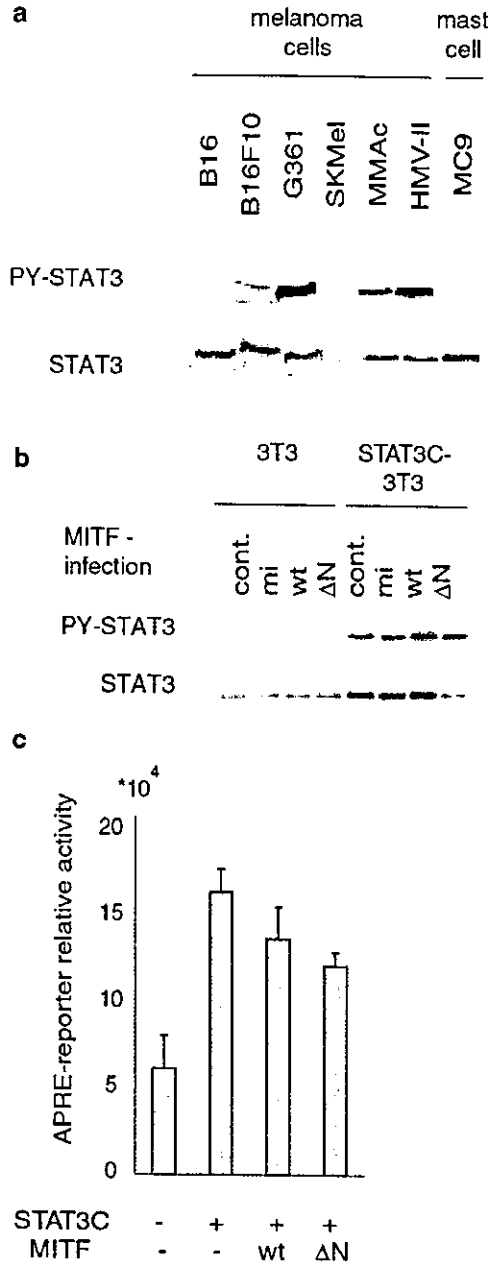 a
melanoma cells
mast cell
B16
B16F10
G361
SKMel
MMAc
HMV-II
MC9
PY-STAT3
STAT3
b
3T3
STAT3C-3T3
MITF - infection
cont.
mi
wt
ΔN
cont.
mi
wt
ΔN
PY-STAT3
STAT3
c
*10⁴
APRE-reporter relative activity
20
15
10
5
0
STAT3C - + + +
MITF - - wt ΔN